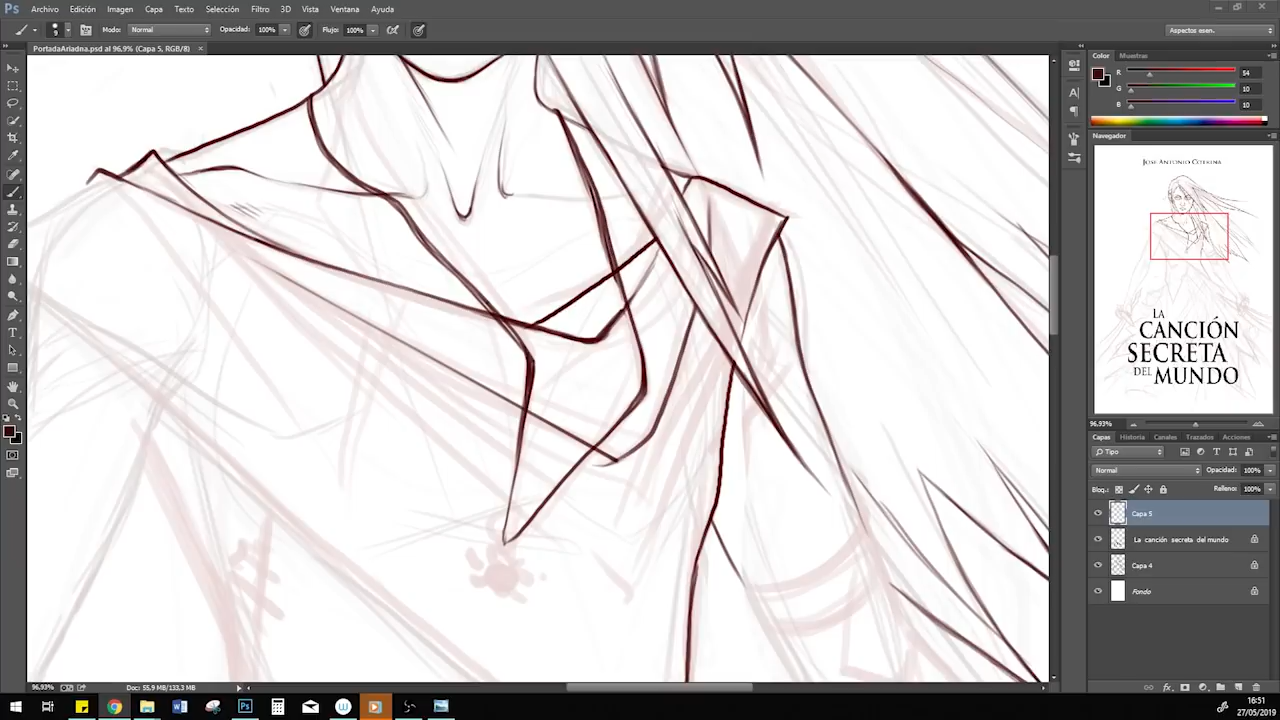 Ps Archivo Edición Imagen Capa Texto Selección Filtro 3D Vista Ventana Ayuda
9 Modo: Normal Opacidad: 100% Flujo: 100% Aspectos esen.
PortadaAriadna.psd al 96.9% (Capa 5, RGB/8) ×
Color Muestras
R 54
G 10
B 10
Navegador
JOSE ANTONIO COTRINA
LA
CANCIÓN
SECRETA
DEL MUNDO
96.93%
Capas Historia Canales Trazados Acciones
Tipo
Normal Opacidad: 100%
Bloq.: Relleno: 100%
Capa 5
La canción secreta del mundo
Capa 4
Fondo
96.93% Doc: 55.9 MB/133.3 MB
16:51
27/05/2019